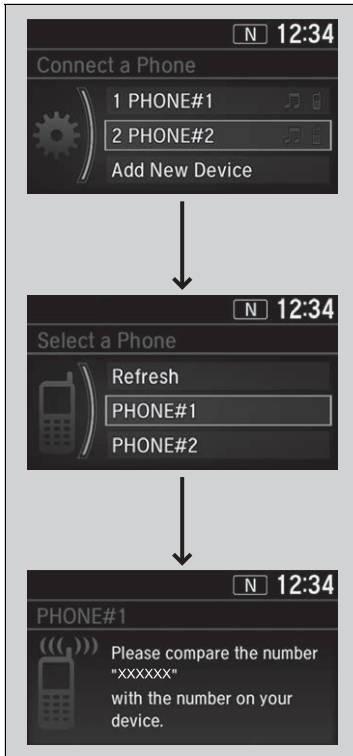 N 12:34
Connect a Phone
1 PHONE#1
2 PHONE#2
Add New Device
N 12:34
Select a Phone
Refresh
PHONE#1
PHONE#2
N 12:34
PHONE#1
Please compare the number
"XXXXXX"
with the number on your
device.